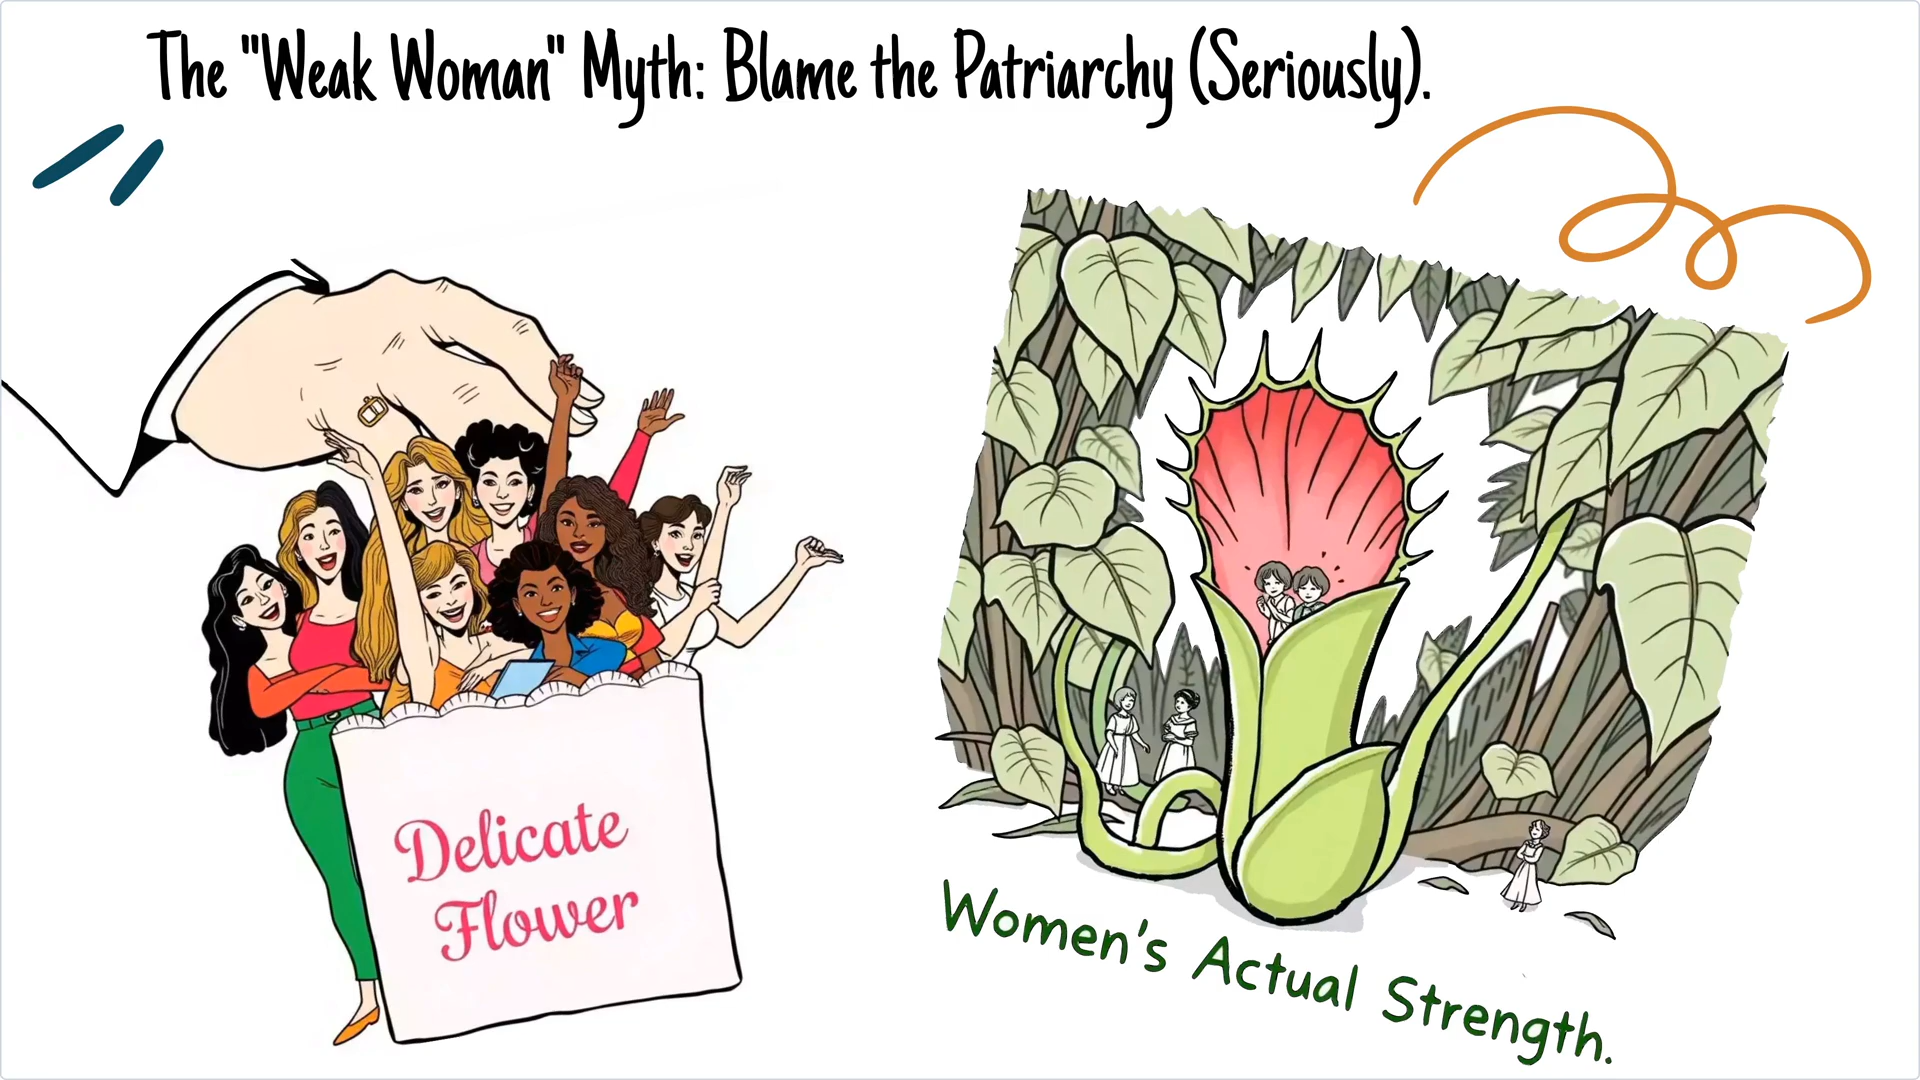 The "Weak Woman" Myth: Blame the Patriarchy (Seriously).
Delicate
Flower
Women's Actual Strength.